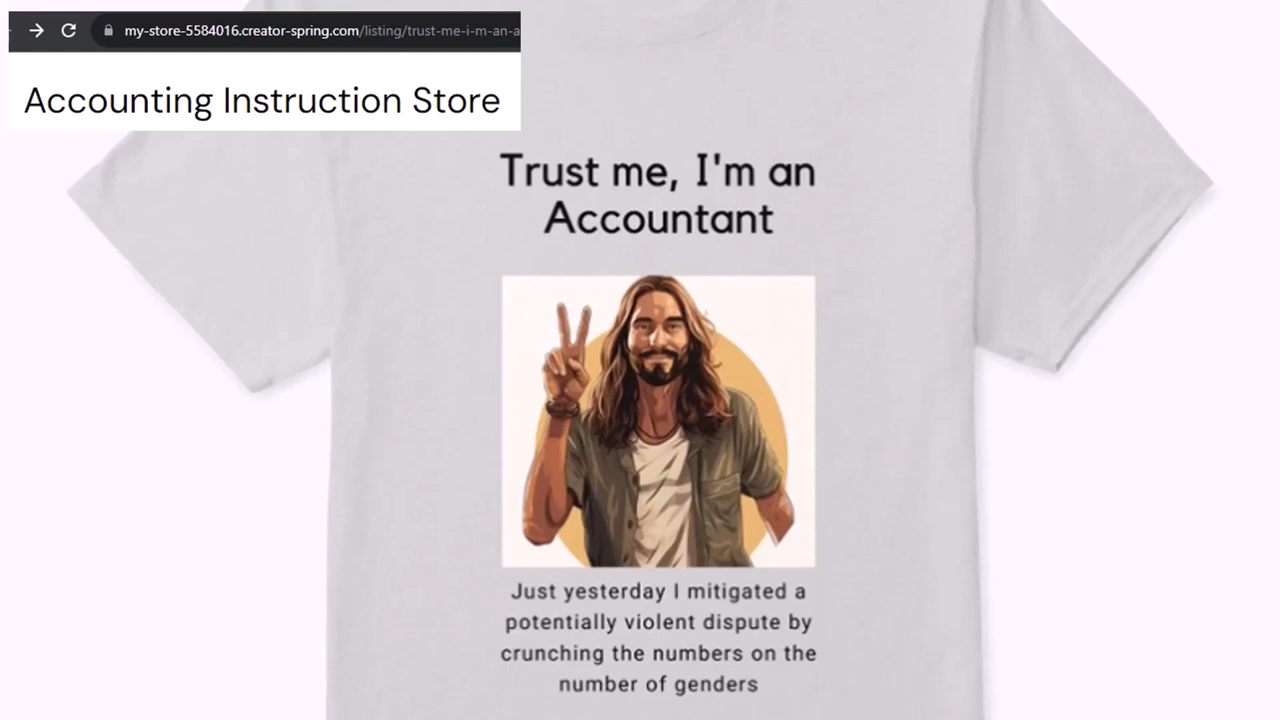 my-store-5584016.creator-spring.com/listing/trust-me-i-m-an-a
Accounting Instruction Store
Trust me, I'm an
Accountant
Just yesterday I mitigated a
potentially violent dispute by
crunching the numbers on the
number of genders